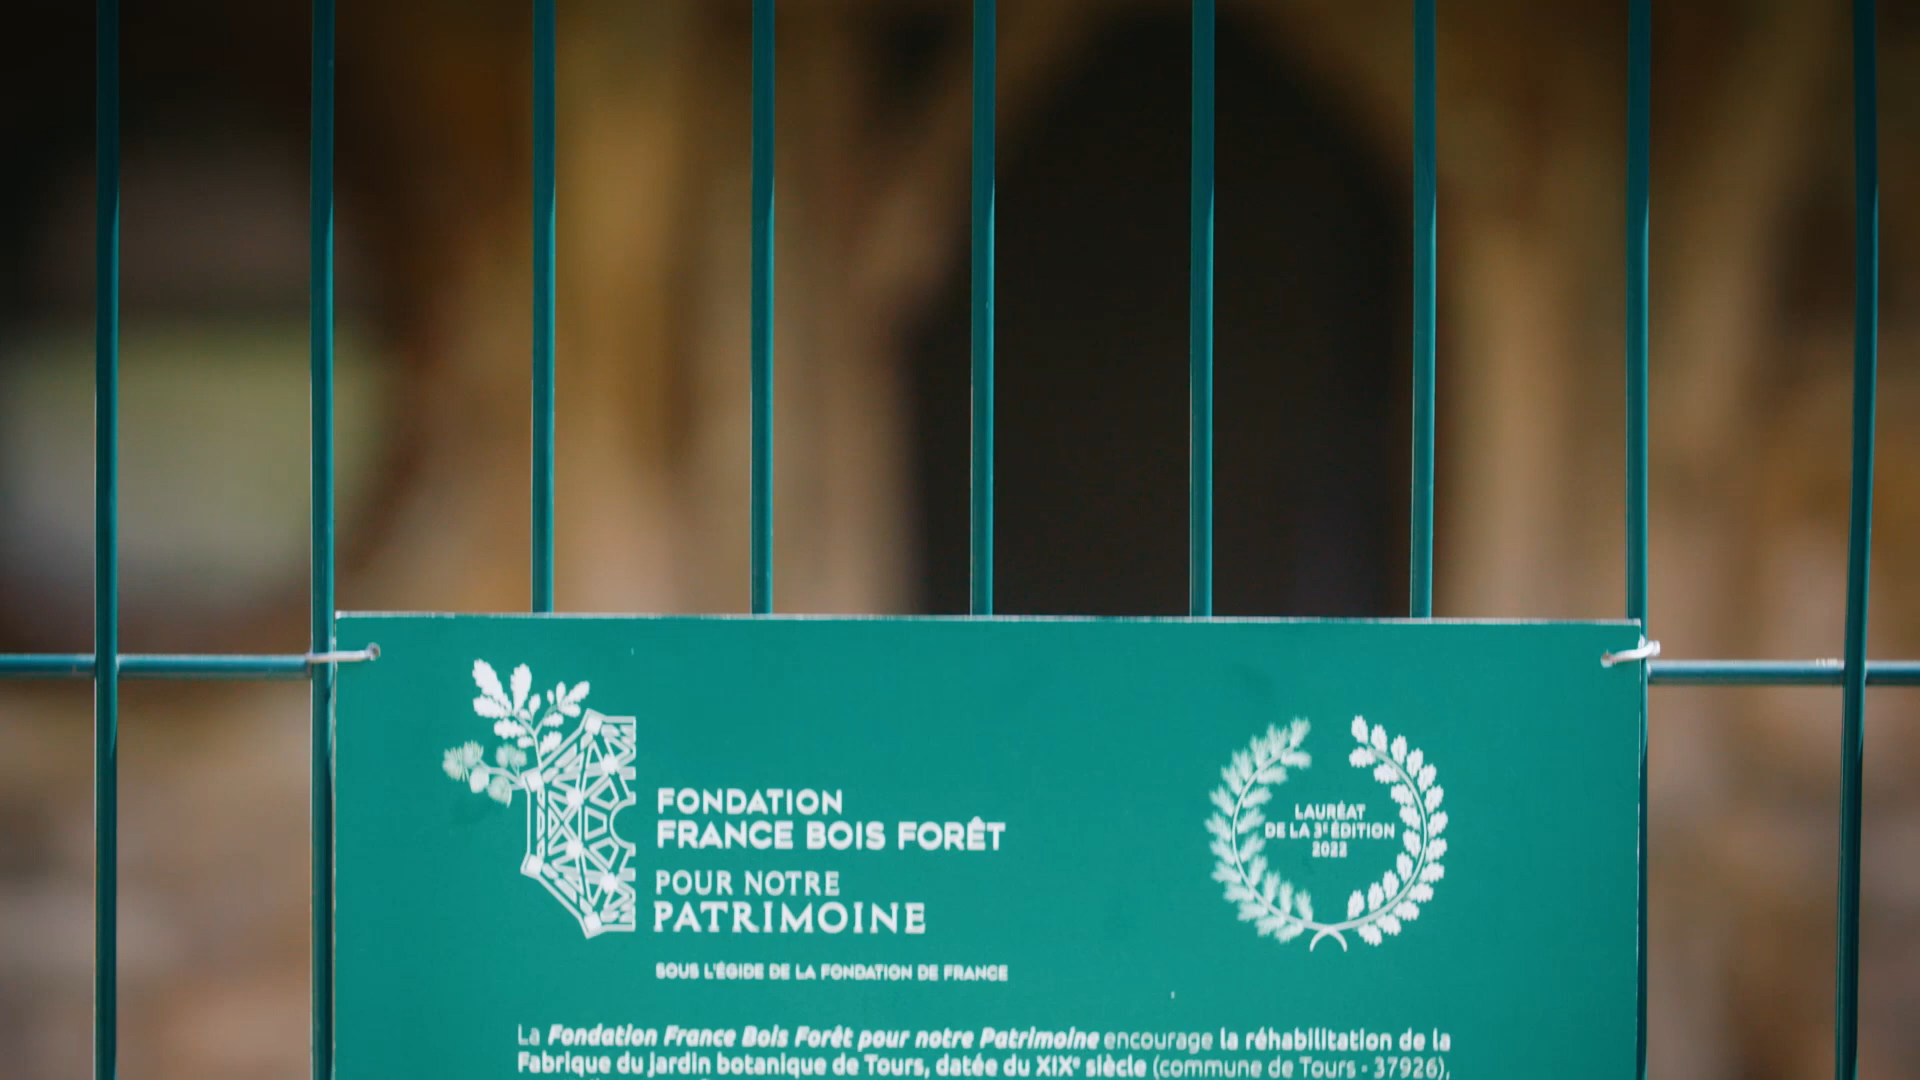 FONDATION
FRANCE BOIS FORÊT
POUR NOTRE
PATRIMOINE
SOUS L'ÉGIDE DE LA FONDATION DE FRANCE
LAURÉAT
DE LA 3E ÉDITION
2022
La Fondation France Bois Forêt pour notre Patrimoine encourage la réhabilitation de la
Fabrique du jardin botanique de Tours, datée du XIXe siècle (commune de Tours - 37926),